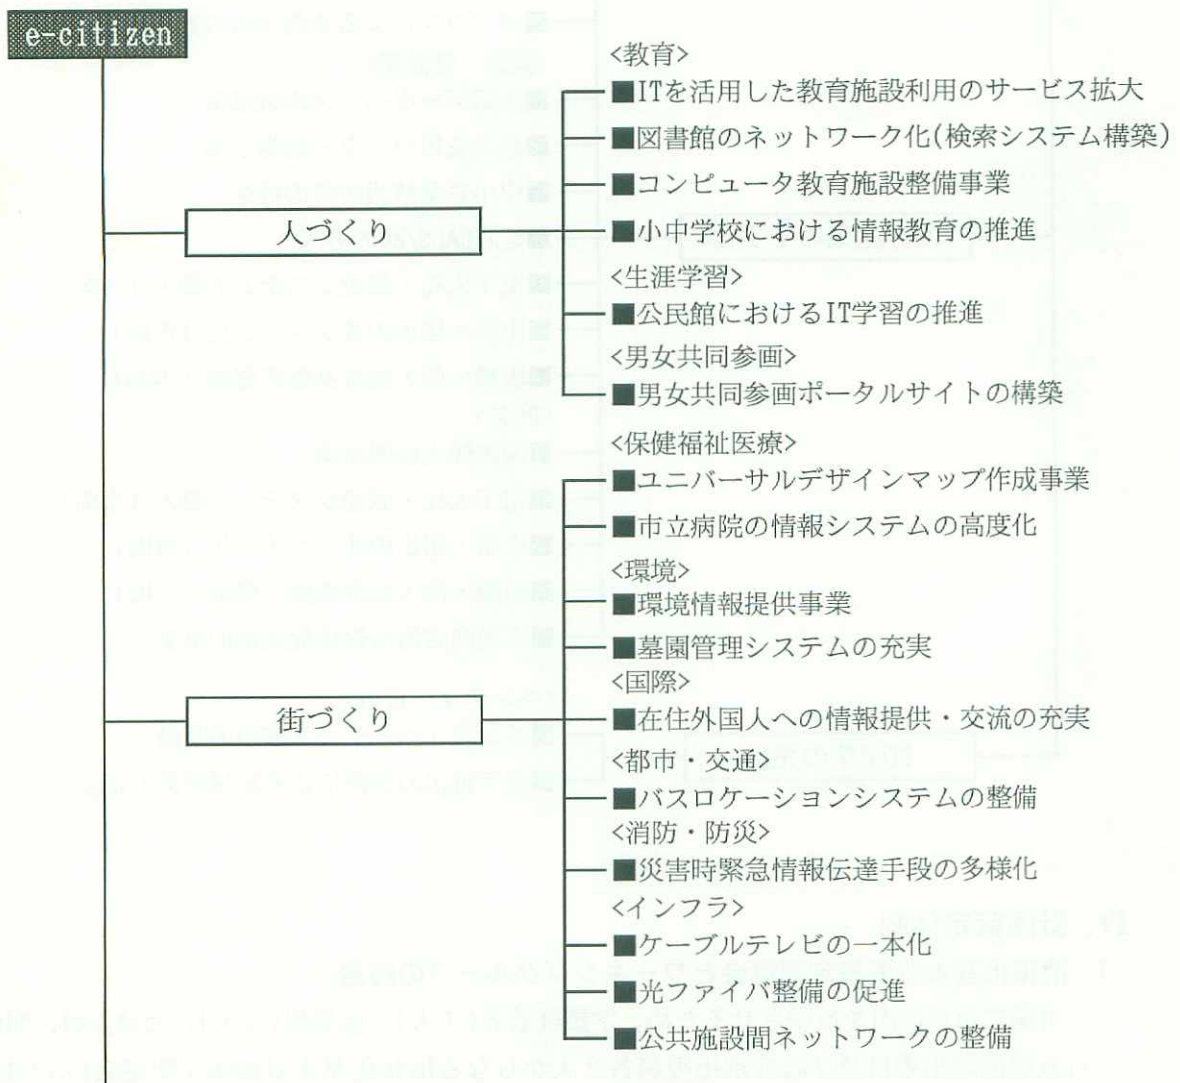 e-citizen
人づくり
<教育>
■ITを活用した教育施設利用のサービス拡大
■図書館のネットワーク化(検索システム構築)
■コンピュータ教育施設整備事業
■小中学校における情報教育の推進
<生涯学習>
■公民館におけるIT学習の推進
<男女共同参画>
■男女共同参画ポータルサイトの構築
街づくり
<保健福祉医療>
■ユニバーサルデザインマップ作成事業
■市立病院の情報システムの高度化
<環境>
■環境情報提供事業
■墓園管理システムの充実
<国際>
■在住外国人への情報提供・交流の充実
<都市・交通>
■バスロケーションシステムの整備
<消防・防災>
■災害時緊急情報伝達手段の多様化
<インフラ>
■ケーブルテレビの一本化
■光ファイバ整備の促進
■公共施設間ネットワークの整備